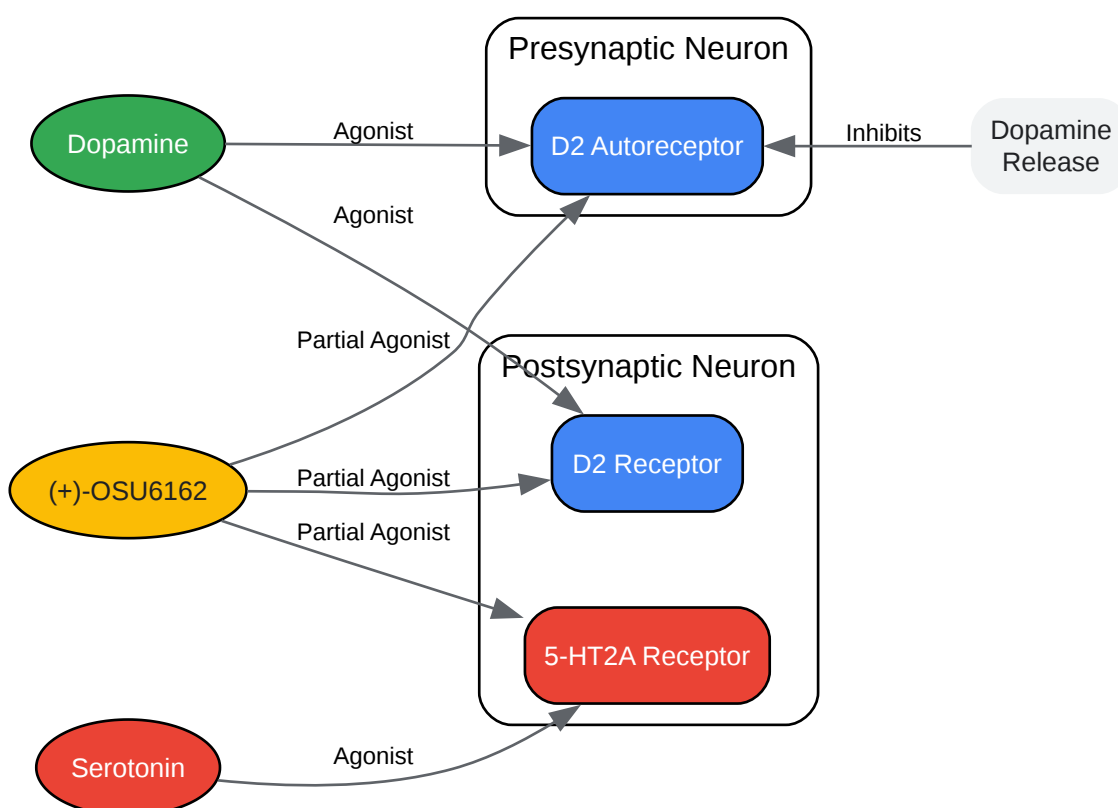 Presynaptic Neuron
Dopamine
Agonist
D2 Autoreceptor
Inhibits
Dopamine
Release
Agonist
Partial Agonist
Postsynaptic Neuron
D2 Receptor
(+)-OSU6162
Partial Agonist
Partial Agonist
5-HT2A Receptor
Serotonin
Agonist